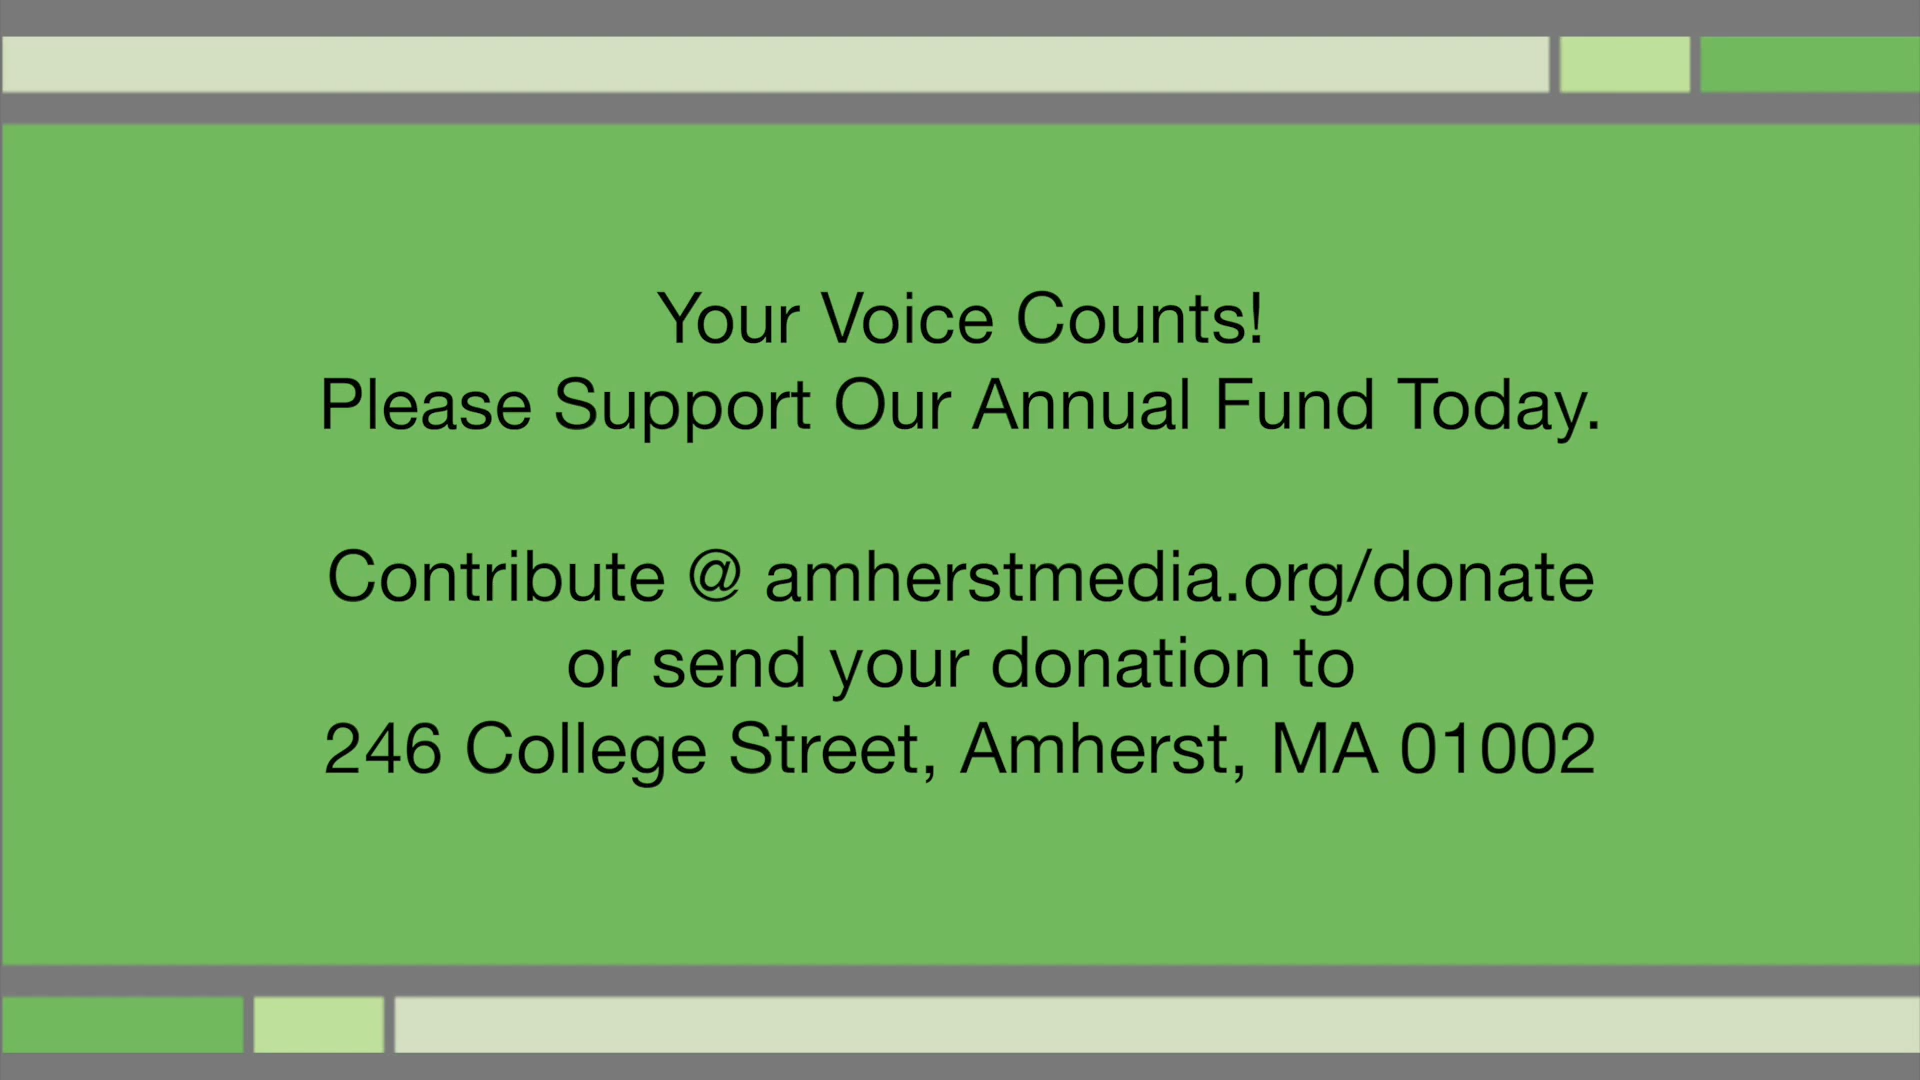 Your Voice Counts!
Please Support Our Annual Fund Today.
Contribute @ amherstmedia.org/donate
or send your donation to
246 College Street, Amherst, MA 01002